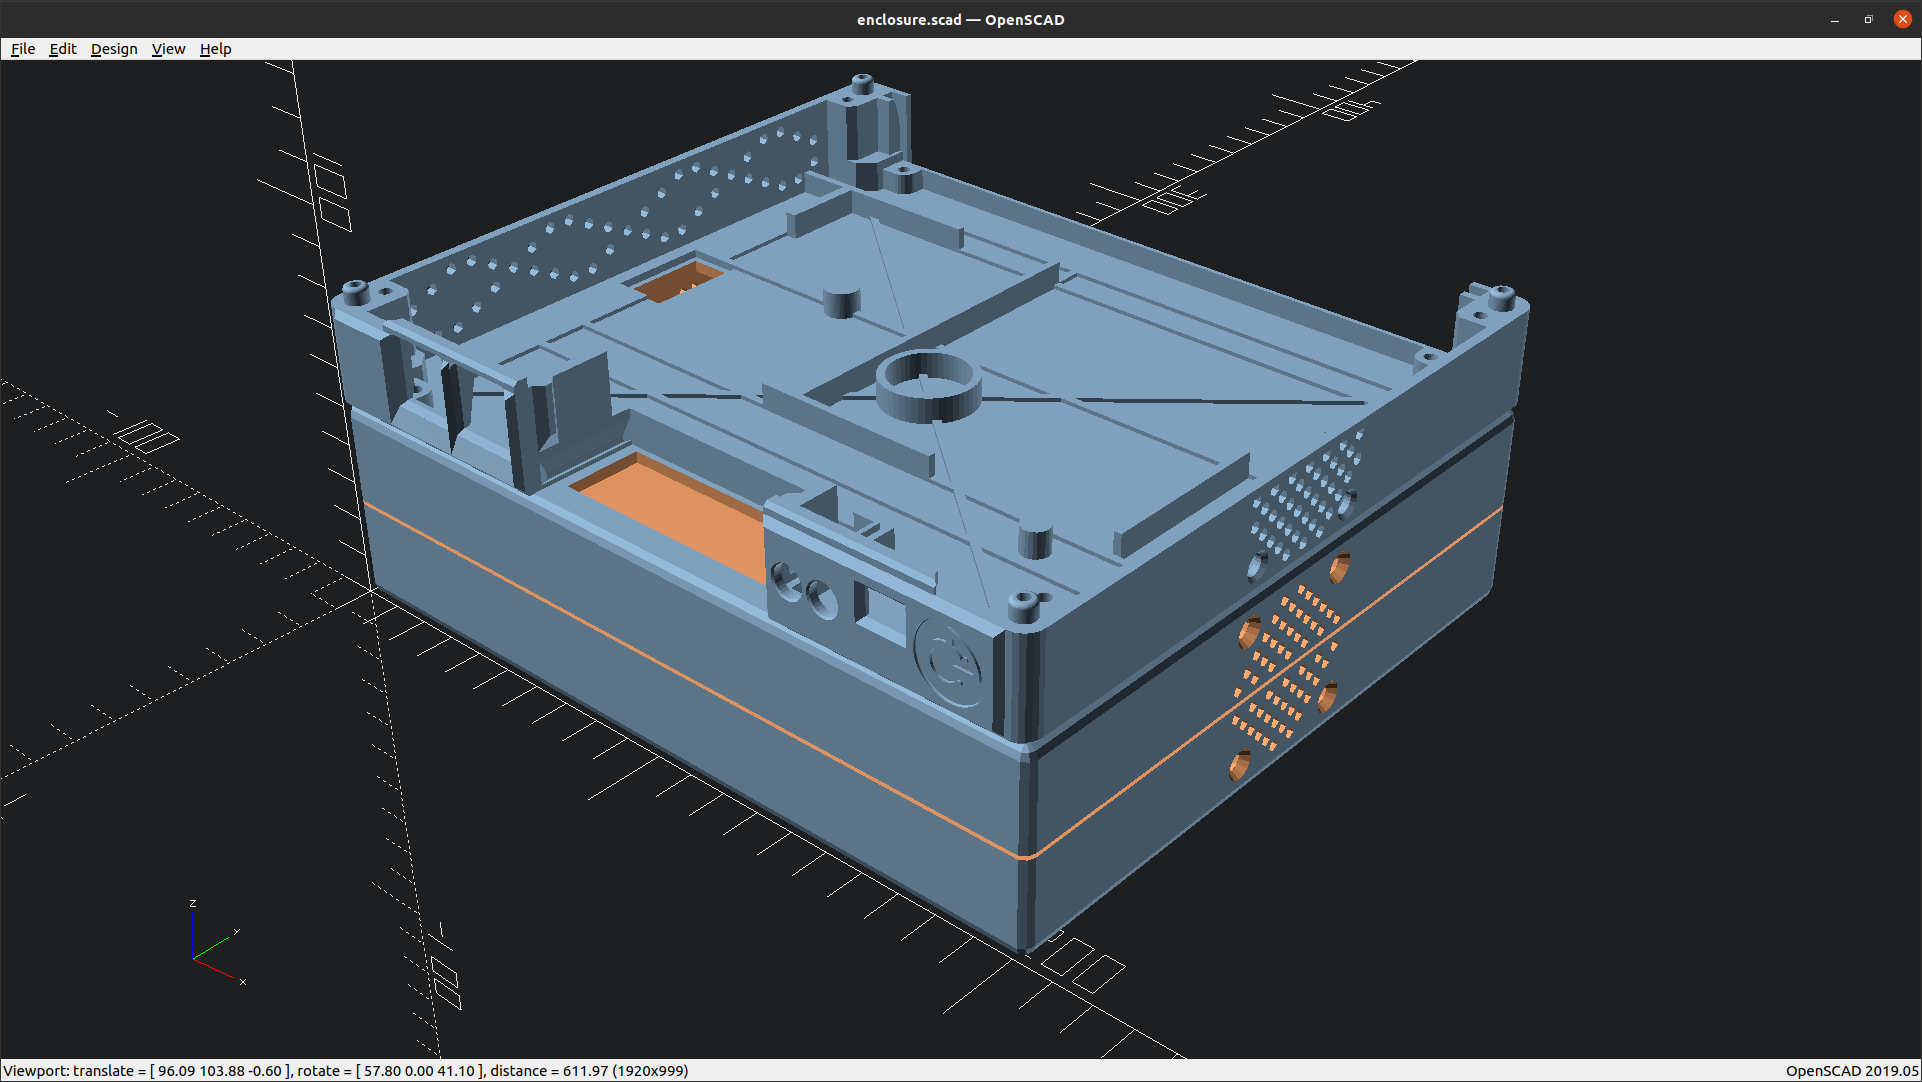 enclosure.scad — OpenSCAD
File Edit Design View Help
z
y
x
Viewport: translate = [ 96.09 103.88 -0.60 ], rotate = [ 57.80 0.00 41.10 ], distance = 611.97 (1920x999)
OpenSCAD 2019.05